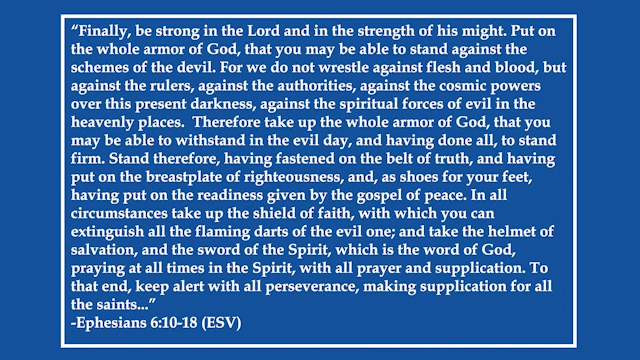 “Finally, be strong in the Lord and in the strength of his might. Put on
the whole armor of God, that you may be able to stand against the
schemes of the devil. For we do not wrestle against flesh and blood, but
against the rulers, against the authorities, against the cosmic powers
over this present darkness, against the spiritual forces of evil in the
heavenly places.  Therefore take up the whole armor of God, that you
may be able to withstand in the evil day, and having done all, to stand
firm. Stand therefore, having fastened on the belt of truth, and having
put on the breastplate of righteousness, and, as shoes for your feet,
having put on the readiness given by the gospel of peace. In all
circumstances take up the shield of faith, with which you can
extinguish all the flaming darts of the evil one; and take the helmet of
salvation, and the sword of the Spirit, which is the word of God,
praying at all times in the Spirit, with all prayer and supplication. To
that end, keep alert with all perseverance, making supplication for all
the saints...”
-Ephesians 6:10-18 (ESV)